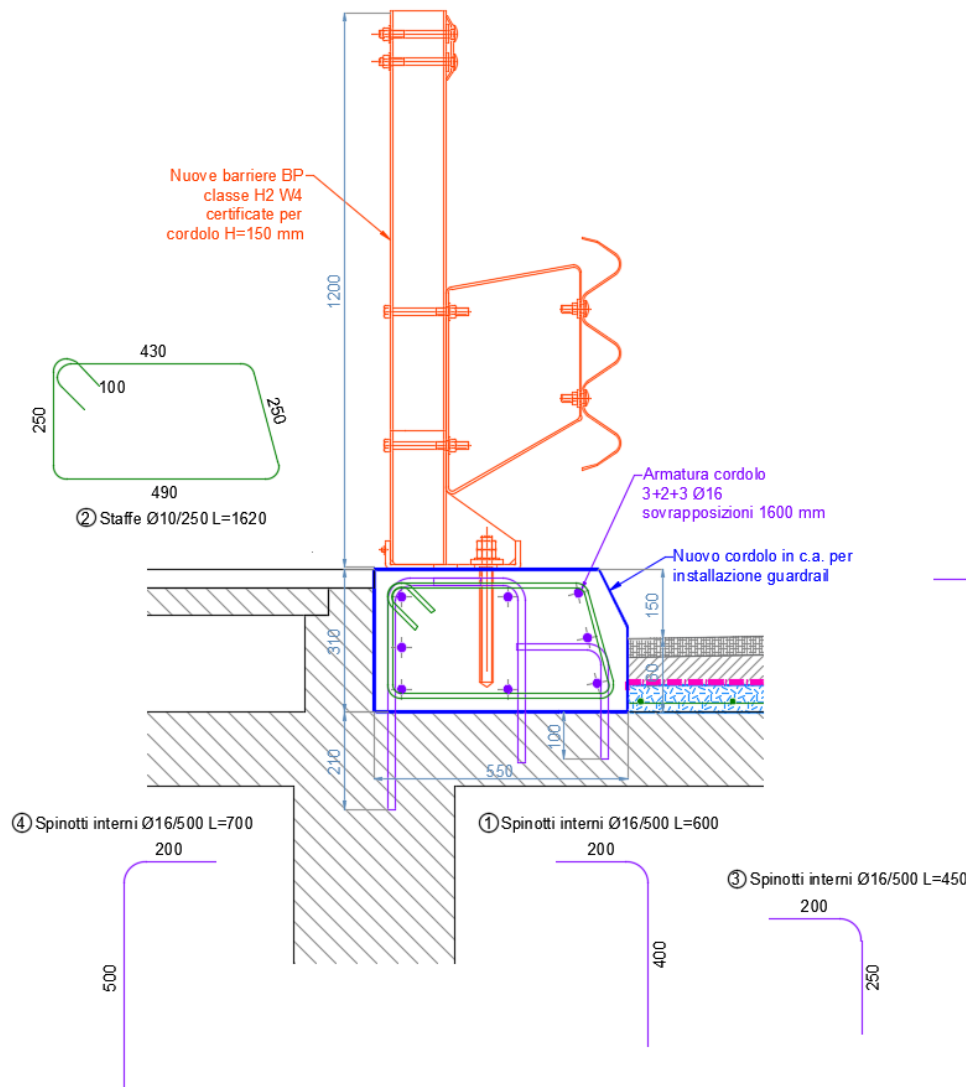 Nuove barriere BP
classe H2 W4
certificate per
cordolo H=150 mm
1200
430
100
250
250
490
② Staffe Ø10/250 L=1620
Armatura cordolo
3+2+3 Ø16
sovrapposizioni 1600 mm
Nuovo cordolo in c.a. per
installazione guardrail
310
150
210
100
550
④ Spinotti interni Ø16/500 L=700
200
500
① Spinotti interni Ø16/500 L=600
200
400
③ Spinotti interni Ø16/500 L=450
200
250